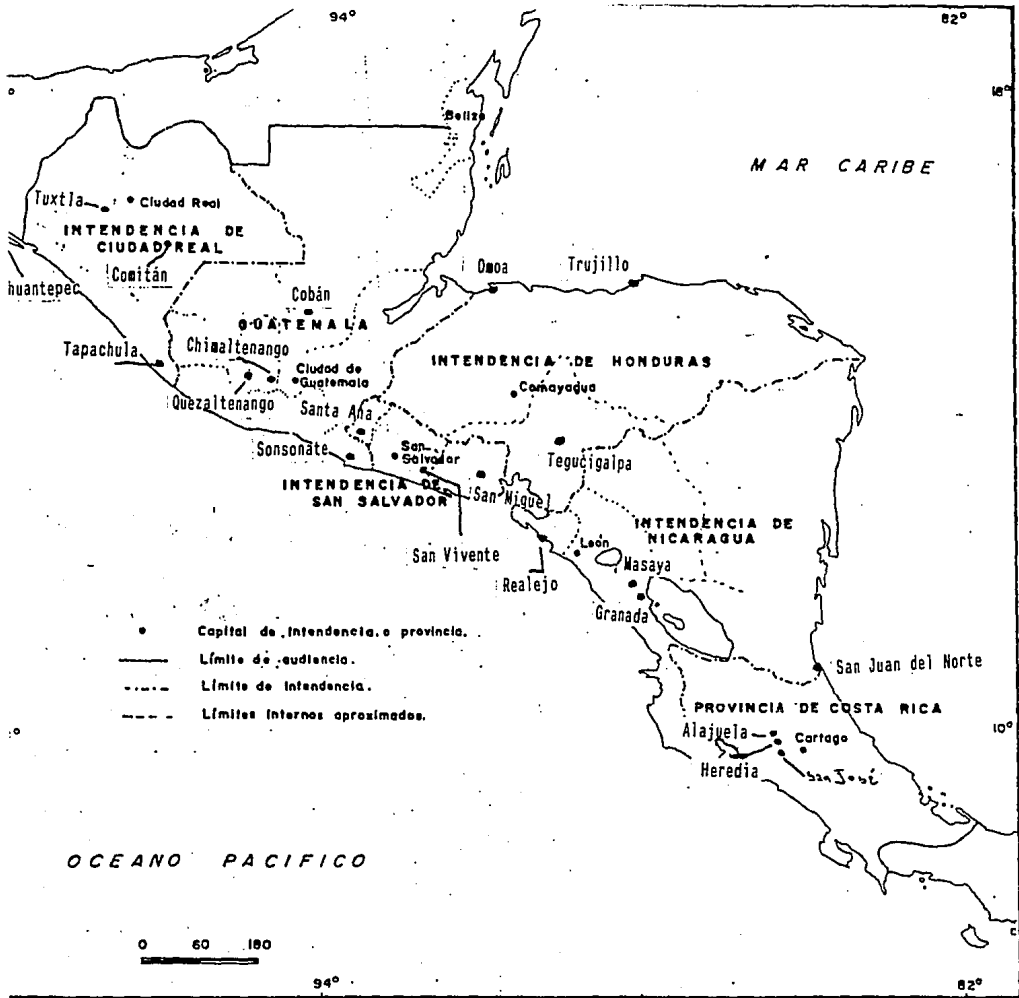 94°
82°
18°
Belize
MAR CARIBE
Tuxtla
Ciudad Real
INTENDENCIA DE
CIUDAD REAL
Comitán
huantepec
Omoa
Trujillo
Cobán
GUATEMALA
Chimaltenango
Tapachula
INTENDENCIA DE HONDURAS
Ciudad de
Guatemala
Comayagua
Quezaltenango
Santa Ana
Sonsonate
San
Salvador
Tegucigalpa
INTENDENCIA DE
SAN SALVADOR
San Miguel
INTENDENCIA DE
NICARAGUA
San Vivente
León
Masaya
Realejo
Granada
Capital de intendencia o provincia.
Límite de audiencia.
Límite de intendencia.
Límites internos aproximados.
San Juan del Norte
PROVINCIA DE COSTA RICA
10°
Alajuela
Cartago
Heredia
San José
OCEANO PACIFICO
0 60 180
94°
82°